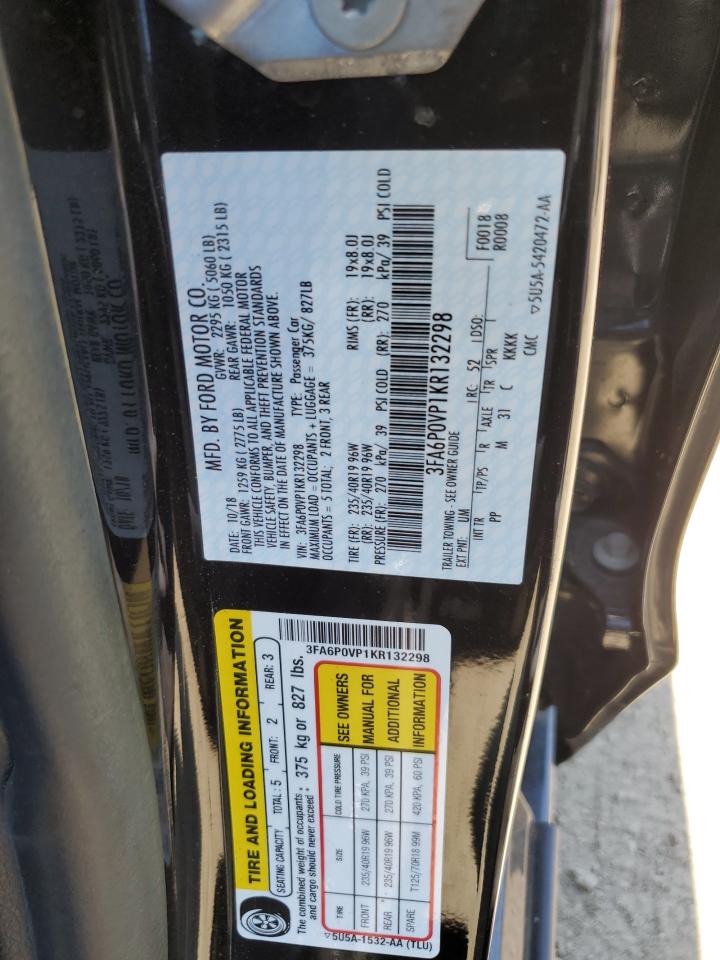 MFD. BY FORD MOTOR CO.
DATE: 10/18 GVWR: 2295 KG ( 5060 LB)
FRONT GAWR: 1259 KG ( 2775 LB) REAR GAWR: 1050 KG ( 2315 LB)
THIS VEHICLE CONFORMS TO ALL APPLICABLE FEDERAL MOTOR
VEHICLE SAFETY, BUMPER, AND THEFT PREVENTION STANDARDS
IN EFFECT ON THE DATE OF MANUFACTURE SHOWN ABOVE.
VIN: 3FA6P0VP1KR132298 TYPE: Passenger Car
MAXIMUM LOAD = OCCUPANTS + LUGGAGE = 375KG/ 827LB
OCCUPANTS = 5 TOTAL; 2 FRONT, 3 REAR
TIRE (FR): 235/40R19 96W RIMS (FR): 19x8.0J
(RR): 235/40R19 96W (RR): 19x8.0J
PRESSURE (FR): 270 kPa/ 39 PSI COLD (RR): 270 kPa/ 39 PSI COLD
3FA6P0VP1KR132298
TRAILER TOWING - SEE OWNER GUIDE
EXT PNT: UM RC: 52 DSO: F0018
R0008
INT TR TP/PS R AXLE TR SPR
PP M 31 C KKKK
CMC ▽5U5A-5420472-AA
TIRE AND LOADING INFORMATION
SEATING CAPACITY TOTAL: 5 FRONT: 2 REAR: 3
The combined weight of occupants
and cargo should never exceed 375 kg or 827 lbs.
3FA6P0VP1KR132298
TIRE SIZE COLD TIRE PRESSURE
FRONT 235/40R19 96W 270 KPA, 39 PSI
REAR 235/40R19 96W 270 KPA, 39 PSI
SPARE T125/70R18 99M 420 KPA, 60 PSI
SEE OWNERS
MANUAL FOR
ADDITIONAL
INFORMATION
▽5U5A-1532-AA (TLU)